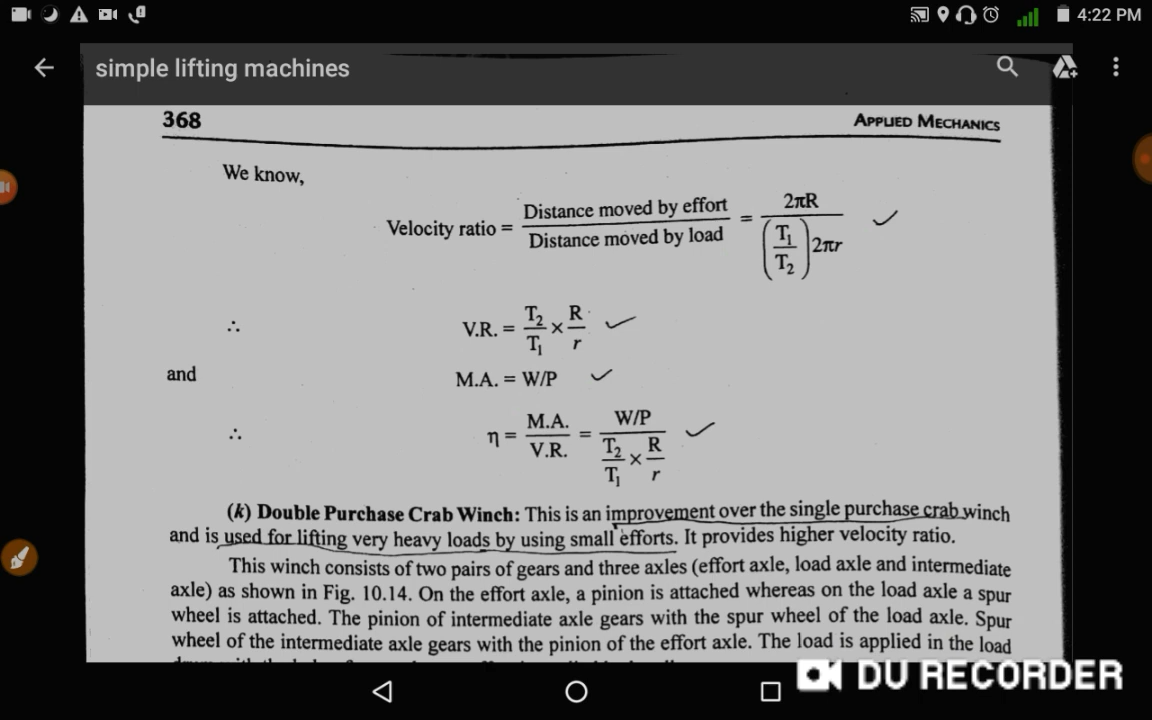 4:22 PM
simple lifting machines
368 APPLIED MECHANICS
We know,
Velocity ratio = Distance moved by effort / Distance moved by load = 2πR / (T1/T2) 2πr
∴ V.R. = T2/T1 × R/r
and M.A. = W/P
∴ η = M.A./V.R. = W/P / T2/T1 × R/r
(k) Double Purchase Crab Winch: This is an improvement over the single purchase crab winch
and is used for lifting very heavy loads by using small efforts. It provides higher velocity ratio.
This winch consists of two pairs of gears and three axles (effort axle, load axle and intermediate
axle) as shown in Fig. 10.14. On the effort axle, a pinion is attached whereas on the load axle a spur
wheel is attached. The pinion of intermediate axle gears with the spur wheel of the load axle. Spur
wheel of the intermediate axle gears with the pinion of the effort axle. The load is applied in the load
DU RECORDER